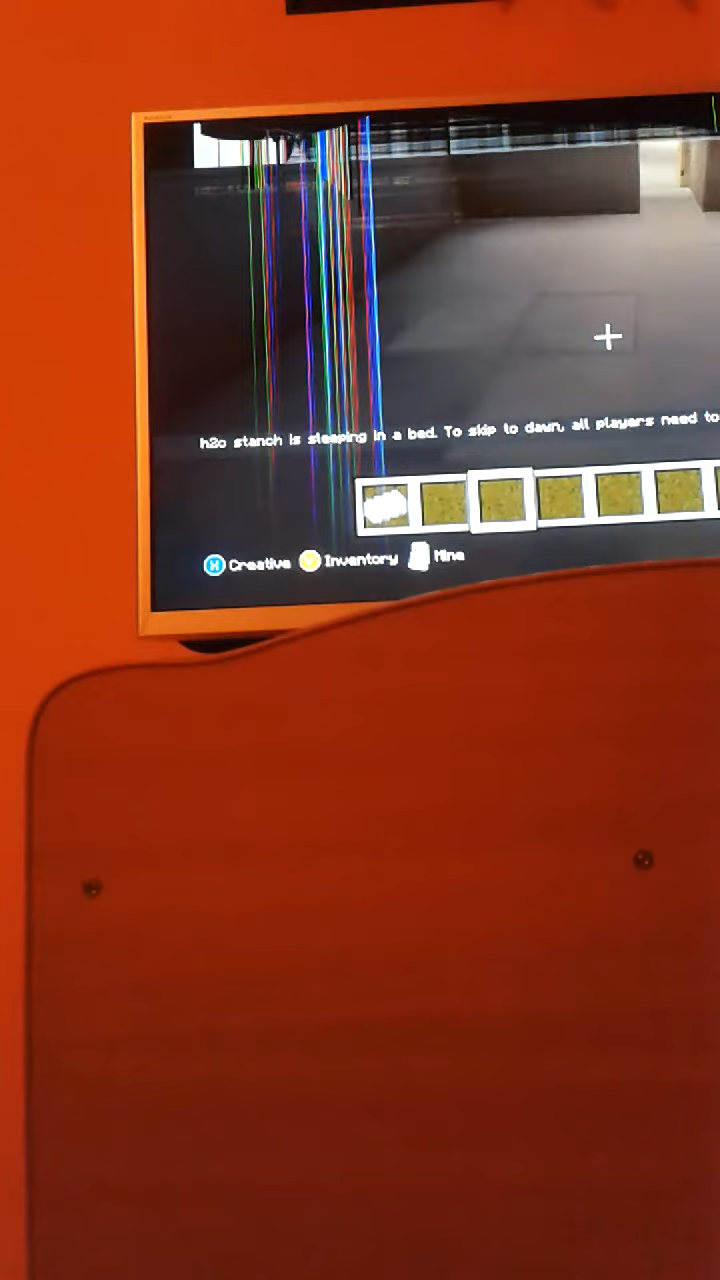 h2o stanch is sleeping in a bed. To skip to dawn, all players need to
X Creative Y Inventory Mine